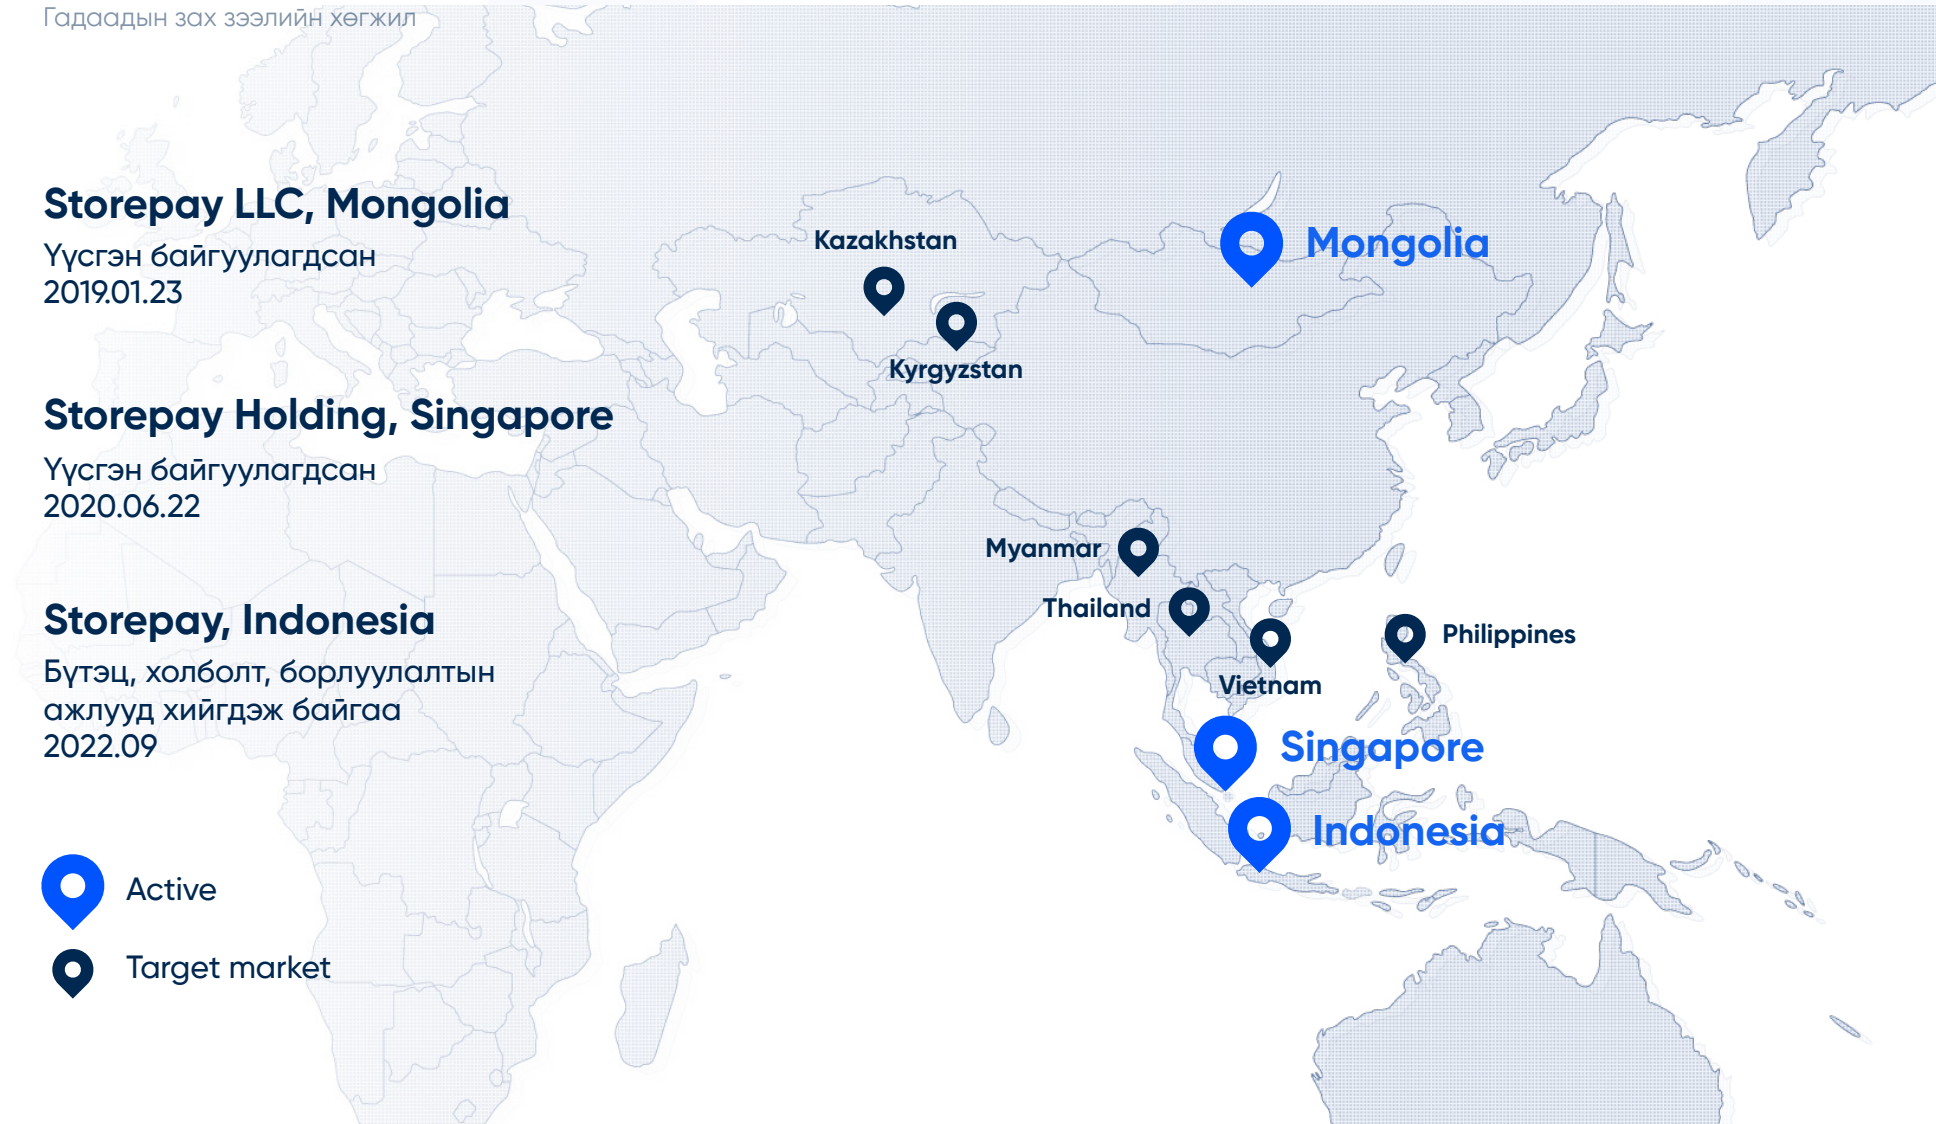 Гадаадын зах зээлийн хөгжил
Storepay LLC, Mongolia
Үүсгэн байгуулагдсан
2019.01.23
Storepay Holding, Singapore
Үүсгэн байгуулагдсан
2020.06.22
Storepay, Indonesia
Бүтэц, холболт, борлуулалтын
ажлууд хийгдэж байгаа
2022.09
Active
Target market
Kazakhstan
Kyrgyzstan
Mongolia
Myanmar
Thailand
Vietnam
Philippines
Singapore
Indonesia